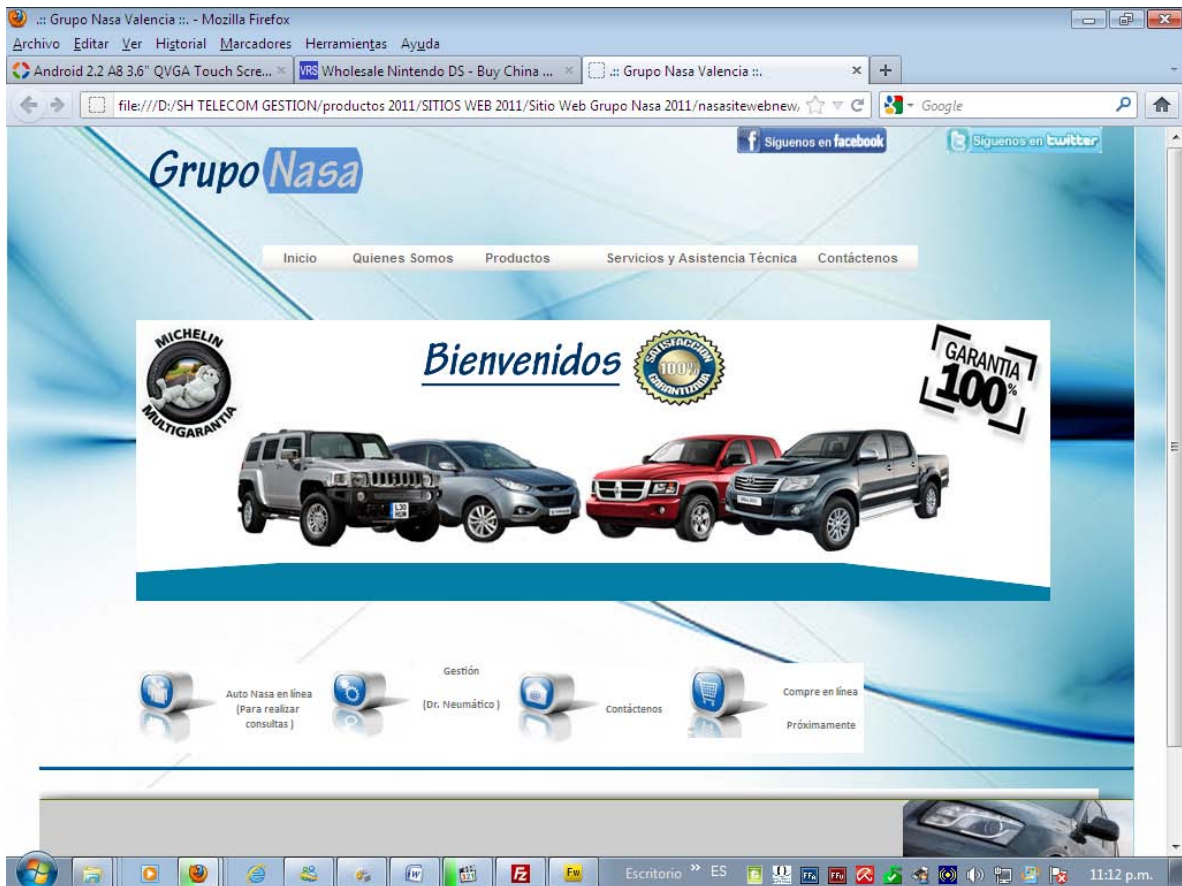 .:: Grupo Nasa Valencia ::. - Mozilla Firefox
Archivo Editar Ver Historial Marcadores Herramientas Ayuda
Android 2.2 A8 3.6" QVGA Touch Scre...
VRS Wholesale Nintendo DS - Buy China ...
.:: Grupo Nasa Valencia ::.
file:///D:/SH TELECOM GESTION/productos 2011/SITIOS WEB 2011/Sitio Web Grupo Nasa 2011/nasasitewebnew/
Google
Síguenos en facebook
Síguenos en twitter
Grupo Nasa
Inicio Quienes Somos Productos Servicios y Asistencia Técnica Contáctenos
MICHELIN
MULTIGARANTIA
Bienvenidos
SATISFACCION
100%
GARANTIZADA
GARANTIA
100%
Auto Nasa en línea
(Para realizar
consultas )
Gestión
(Dr. Neumático )
Contáctenos
Compre en línea
Próximamente
Escritorio » ES
11:12 p.m.